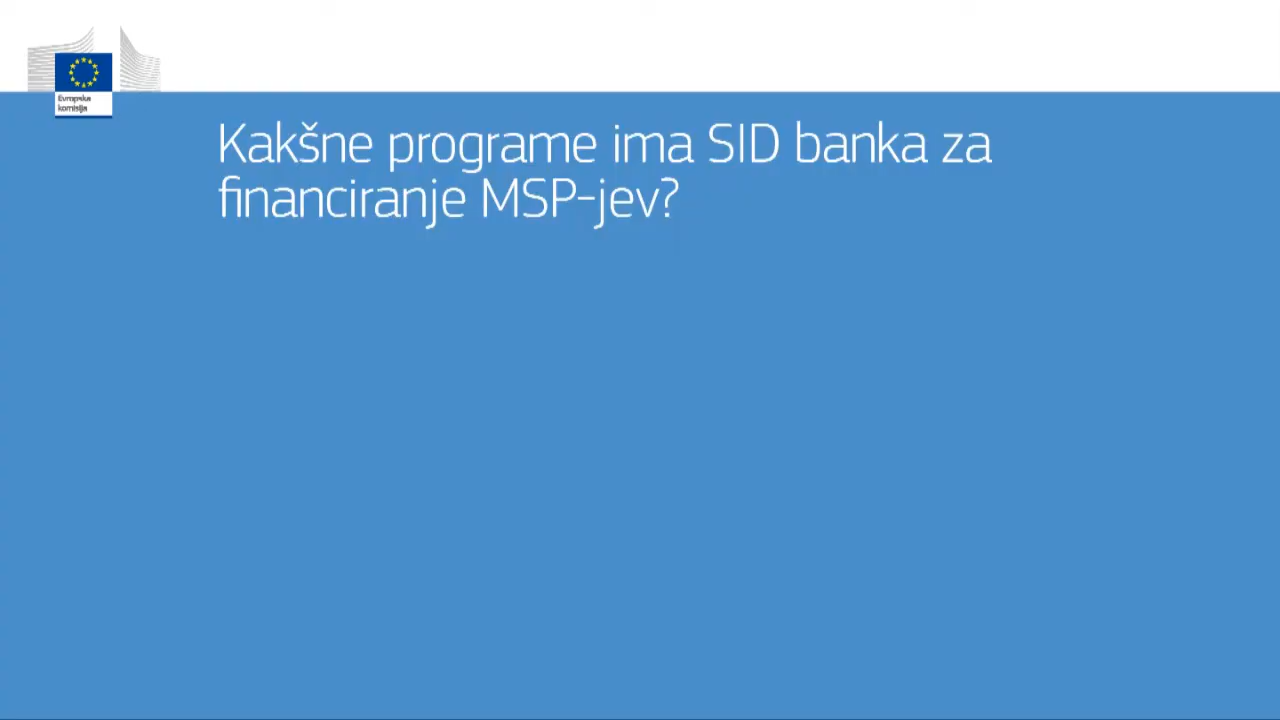 Evropska
komisija
Kakšne programe ima SID banka za
financiranje MSP-jev?